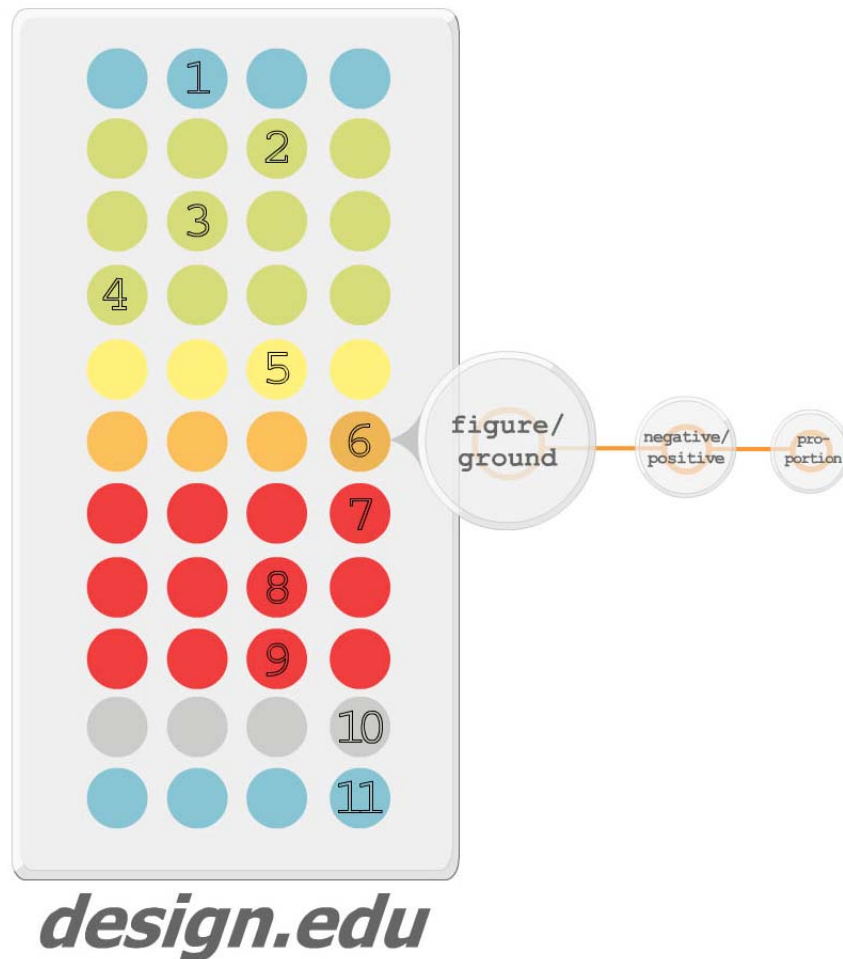 1
2
3
4
5
6
figure/
ground
negative/
positive
pro-
portion
7
8
9
10
11
design.edu